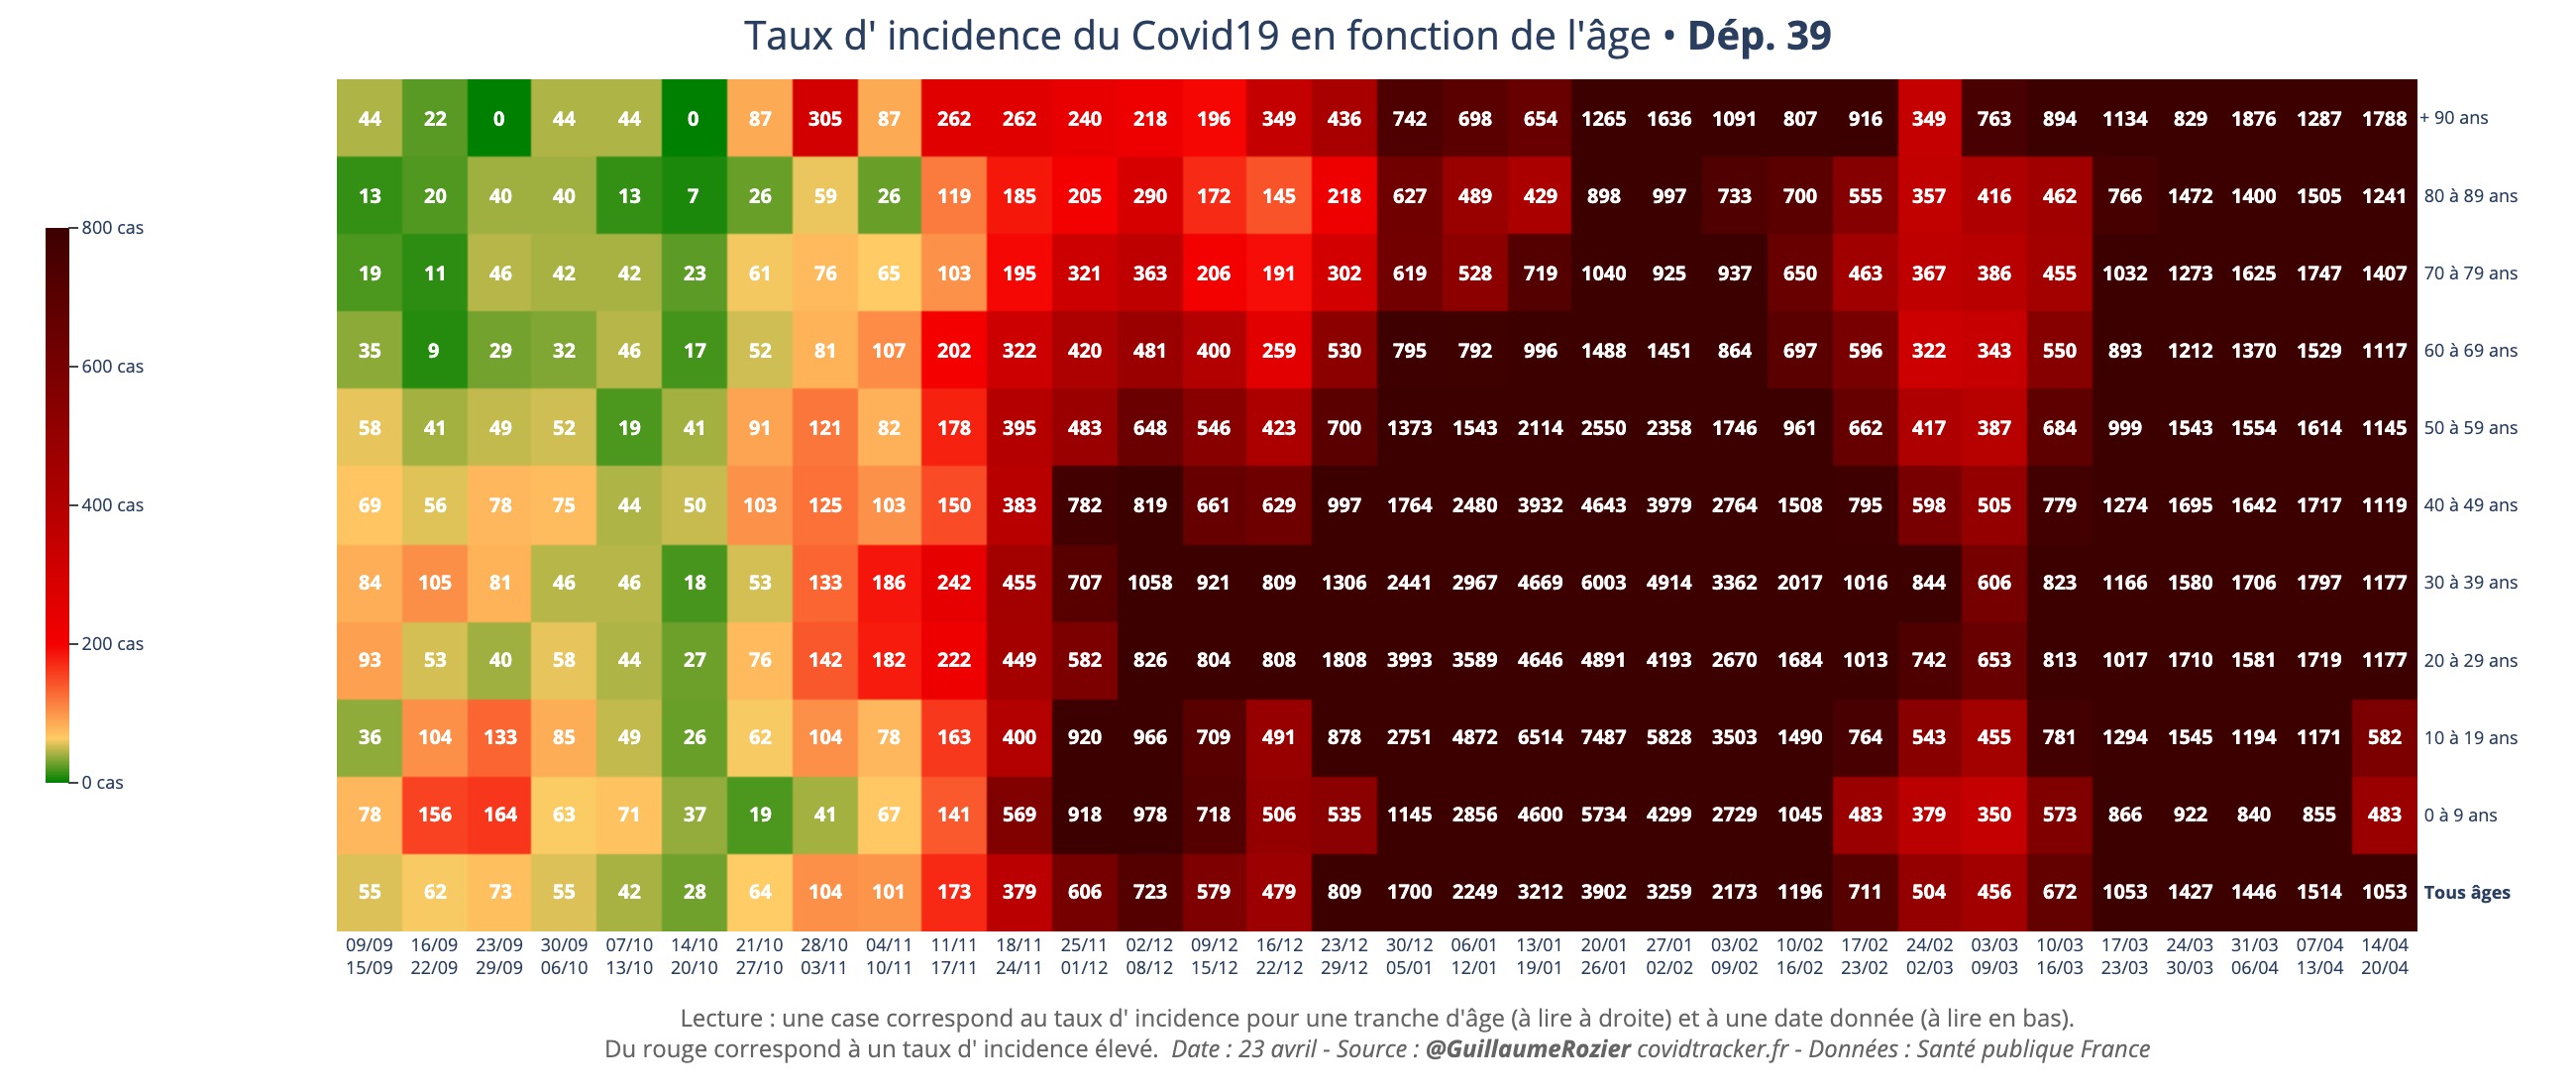 Taux d' incidence du Covid19 en fonction de l'âge • Dép. 39
44 22 0 44 44 0 87 305 87 262 262 240 218 196 349 436 742 698 654 1265 1636 1091 807 916 349 763 894 1134 829 1876 1287 1788 + 90 ans
13 20 40 40 13 7 26 59 26 119 185 205 290 172 145 218 627 489 429 898 997 733 700 555 357 416 462 766 1472 1400 1505 1241 80 à 89 ans
800 cas
19 11 46 42 42 23 61 76 65 103 195 321 363 206 191 302 619 528 719 1040 925 937 650 463 367 386 455 1032 1273 1625 1747 1407 70 à 79 ans
35 9 29 32 46 17 52 81 107 202 322 420 481 400 259 530 795 792 996 1488 1451 864 697 596 322 343 550 893 1212 1370 1529 1117 60 à 69 ans
600 cas
58 41 49 52 19 41 91 121 82 178 395 483 648 546 423 700 1373 1543 2114 2550 2358 1746 961 662 417 387 684 999 1543 1554 1614 1145 50 à 59 ans
400 cas
69 56 78 75 44 50 103 125 103 150 383 782 819 661 629 997 1764 2480 3932 4643 3979 2764 1508 795 598 505 779 1274 1695 1642 1717 1119 40 à 49 ans
84 105 81 46 46 18 53 133 186 242 455 707 1058 921 809 1306 2441 2967 4669 6003 4914 3362 2017 1016 844 606 823 1166 1580 1706 1797 1177 30 à 39 ans
200 cas
93 53 40 58 44 27 76 142 182 222 449 582 826 804 808 1808 3993 3589 4646 4891 4193 2670 1684 1013 742 653 813 1017 1710 1581 1719 1177 20 à 29 ans
36 104 133 85 49 26 62 104 78 163 400 920 966 709 491 878 2751 4872 6514 7487 5828 3503 1490 764 543 455 781 1294 1545 1194 1171 582 10 à 19 ans
0 cas
78 156 164 63 71 37 19 41 67 141 569 918 978 718 506 535 1145 2856 4600 5734 4299 2729 1045 483 379 350 573 866 922 840 855 483 0 à 9 ans
55 62 73 55 42 28 64 104 101 173 379 606 723 579 479 809 1700 2249 3212 3902 3259 2173 1196 711 504 456 672 1053 1427 1446 1514 1053 Tous âges
09/09 16/09 23/09 30/09 07/10 14/10 21/10 28/10 04/11 11/11 18/11 25/11 02/12 09/12 16/12 23/12 30/12 06/01 13/01 20/01 27/01 03/02 10/02 17/02 24/02 03/03 10/03 17/03 24/03 31/03 07/04 14/04
15/09 22/09 29/09 06/10 13/10 20/10 27/10 03/11 10/11 17/11 24/11 01/12 08/12 15/12 22/12 29/12 05/01 12/01 19/01 26/01 02/02 09/02 16/02 23/02 02/03 09/03 16/03 23/03 30/03 06/04 13/04 20/04
Lecture : une case correspond au taux d' incidence pour une tranche d'âge (à lire à droite) et à une date donnée (à lire en bas).
Du rouge correspond à un taux d' incidence élevé. Date : 23 avril - Source : @GuillaumeRozier covidtracker.fr - Données : Santé publique France